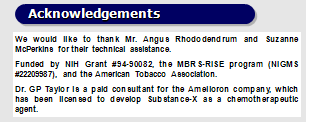 Acknowledgements
We would like to thank Mr. Angus Rhododendrum and Suzanne
McPerkins for their technical assistance.
Funded by NIH Grant #94-90082, the MBRS-RISE program (NIGMS
#22209987), and the American Tobacco Association.
Dr. GP Taylor is a paid consultant for the Amelioron company, which
has been licensed to develop Substance-X as a chemotherapeutic
agent.